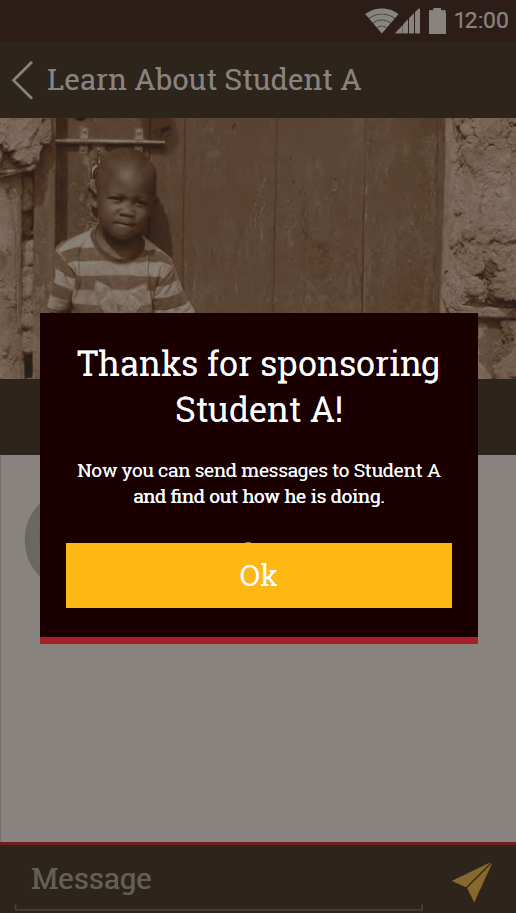 12:00
Learn About Student A
Thanks for sponsoring
Student A!
Now you can send messages to Student A
and find out how he is doing.
Ok
Message